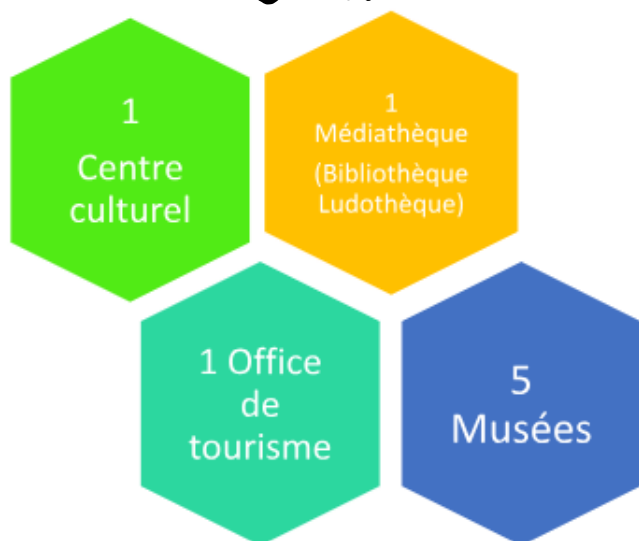 1
Centre
culturel
1
Médiathèque
(Bibliothèque
Ludothèque)
1 Office
de
tourisme
5
Musées